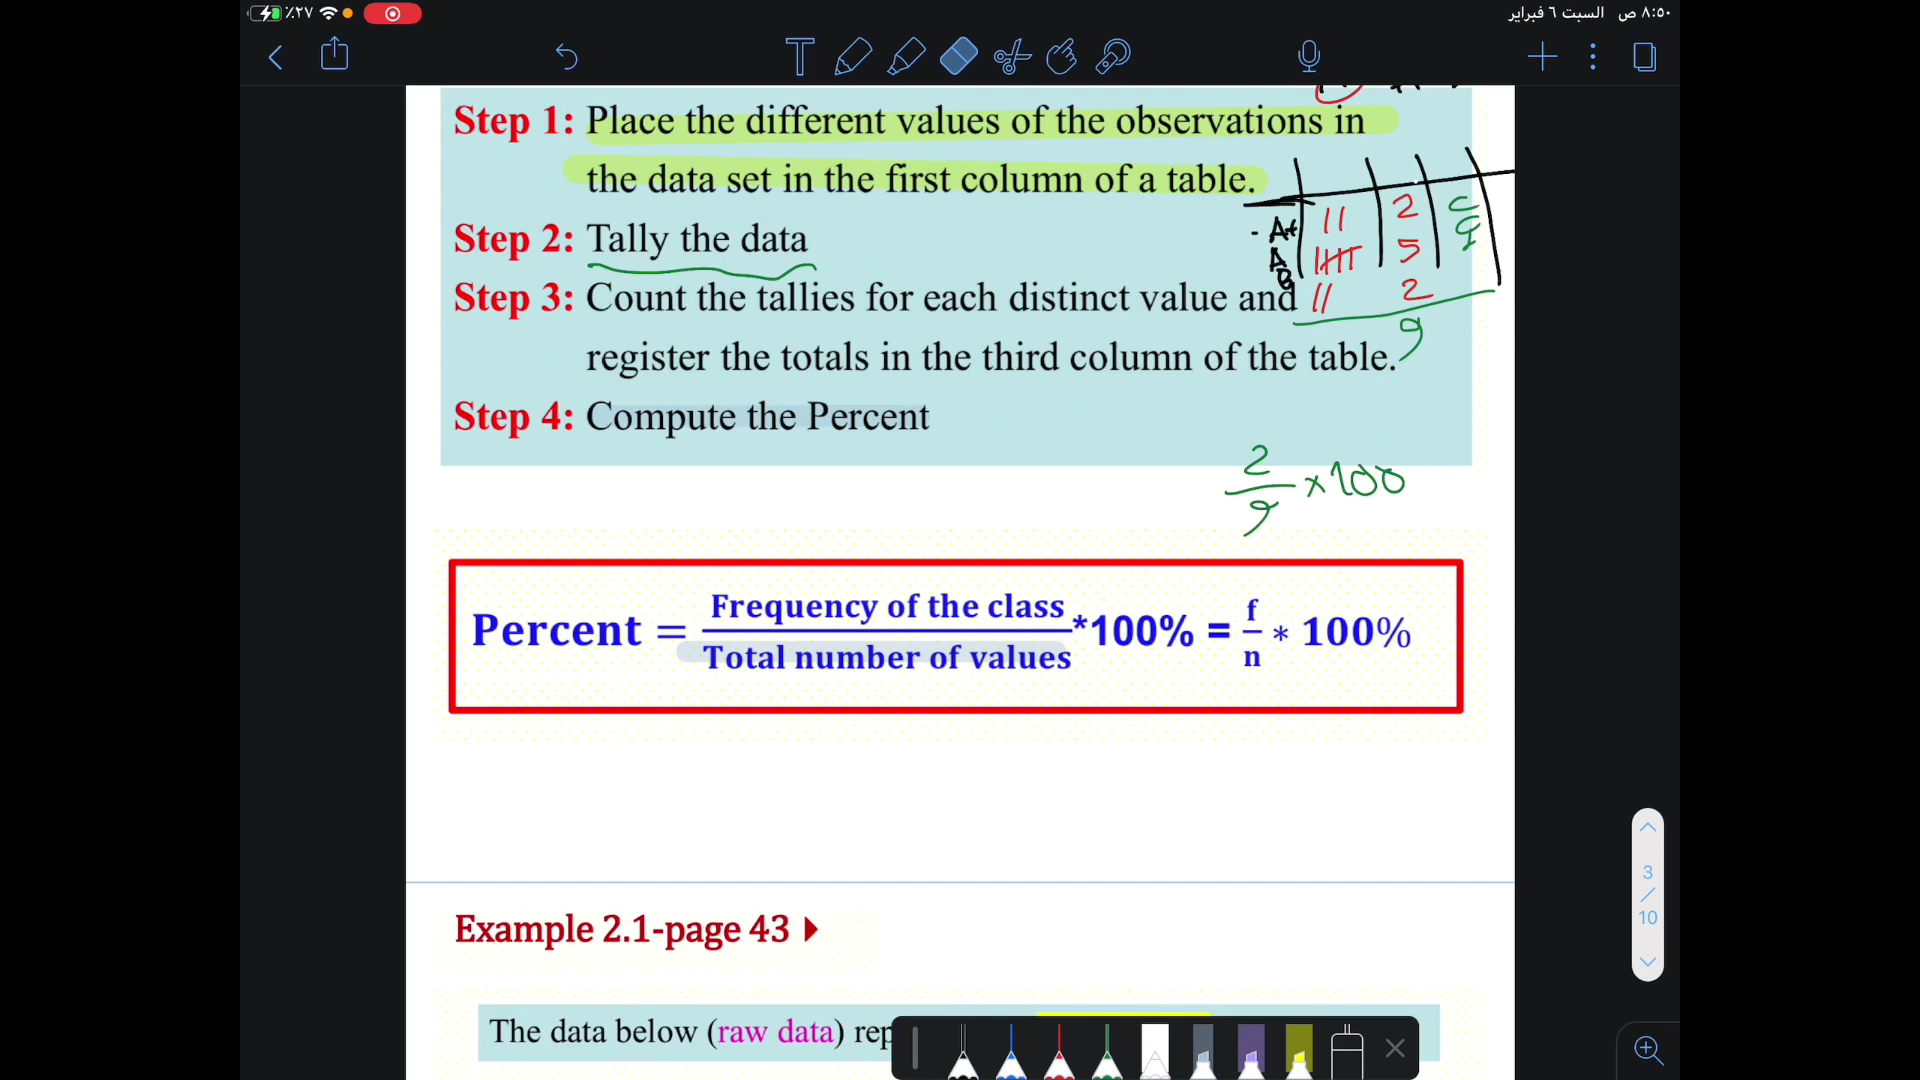 ٪٢٧
٨:٥٠ ص السبت ٦ فبراير
Step 1: Place the different values of the observations in
the data set in the first column of a table.
Step 2: Tally the data
Step 3: Count the tallies for each distinct value and
register the totals in the third column of the table.
Step 4: Compute the Percent
A+ || 2
A 5
B || 2
9
2
9
×100
Percent = Frequency of the class / Total number of values *100% = f / n * 100%
3
/
10
Example 2.1-page 43
The data below (raw data) rep